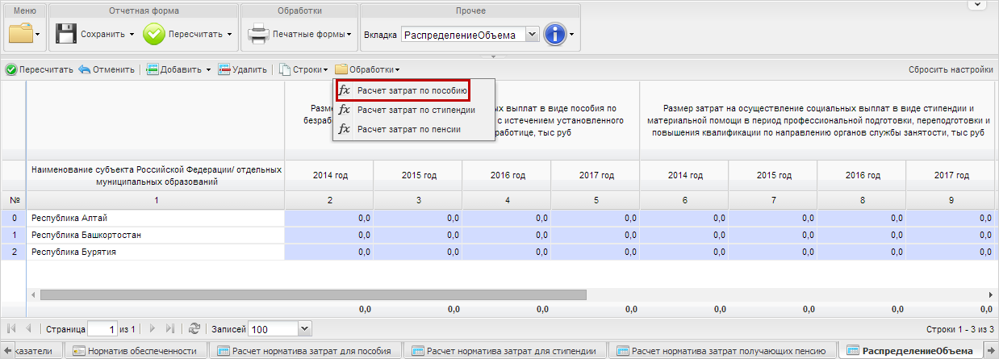 Меню
Отчетная форма
Обработки
Прочее
Сохранить
Пересчитать
Печатные формы
Вкладка
РаспределениеОбъема
Пересчитать
Отменить
Добавить
Удалить
Строки
Обработки
Сбросить настройки
fx Расчет затрат по пособию
fx Расчет затрат по стипендии
fx Расчет затрат по пенсии
ых выплат в виде пособия по
с истечением установленного
работице, тыс руб
Размер затрат на осуществление социальных выплат в виде стипендии и
материальной помощи в период профессиональной подготовки, переподготовки и
повышения квалификации по направлению органов службы занятости, тыс руб
Наименование субъекта Российской Федерации/ отдельных
муниципальных образований
2014 год 2015 год 2016 год 2017 год 2014 год 2015 год 2016 год 2017 год
№ 1 2 3 4 5 6 7 8 9
0 Республика Алтай 0,0 0,0 0,0 0,0 0,0 0,0 0,0 0,0
1 Республика Башкортостан 0,0 0,0 0,0 0,0 0,0 0,0 0,0 0,0
2 Республика Бурятия 0,0 0,0 0,0 0,0 0,0 0,0 0,0 0,0
0,0 0,0 0,0 0,0 0,0 0,0 0,0 0,0
Страница 1 из 1
Записей 100
Строки 1 - 3 из 3
казатели
Норматив обеспеченности
Расчет норматива затрат для пособия
Расчет норматива затрат для стипендии
Расчет норматива затрат получающих пенсию
РаспределениеОбъема